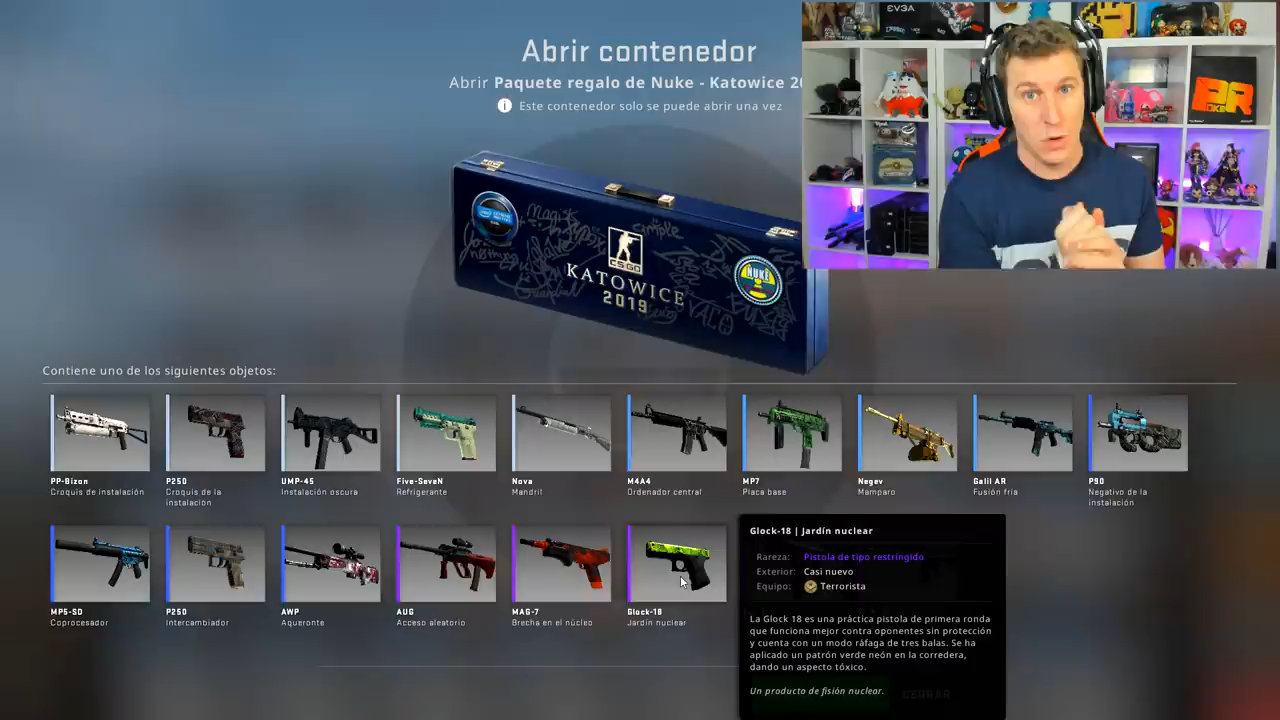 Abrir contenedor
Abrir Paquete regalo de Nuke - Katowice 20
Este contenedor solo se puede abrir una vez
EVGA
PR
CS GO
KATOWICE
2019
NUKE
Contiene uno de los siguientes objetos:
PP-Bizon
Croquis de instalación
P250
Croquis de la
instalación
UMP-45
Instalación oscura
Five-SeveN
Refrigerante
Nova
Mandril
M4A4
Ordenador central
MP7
Placa base
Negev
Mamparo
Galil AR
Fusión fría
P90
Negativo de la
instalación
MP5-SD
Coprocesador
P250
Intercambiador
AWP
Aqueronte
AUG
Acceso aleatorio
MAG-7
Brecha en el núcleo
Glock-18
Jardín nuclear
Glock-18 | Jardín nuclear
Rareza: Pistola de tipo restringido
Exterior: Casi nuevo
Equipo: Terrorista
La Glock 18 es una práctica pistola de primera ronda
que funciona mejor contra oponentes sin protección
y cuenta con un modo ráfaga de tres balas. Se ha
aplicado un patrón verde neón en la corredera,
dando un aspecto tóxico.
Un producto de fisión nuclear.
CERRAR